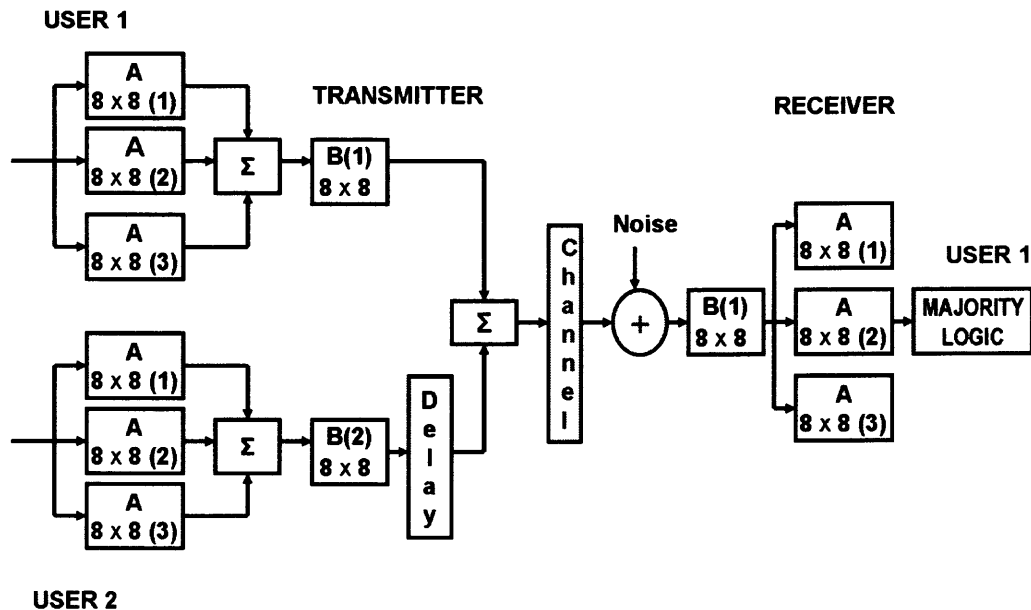 USER 1
A
8 x 8 (1)
A
8 x 8 (2)
A
8 x 8 (3)
Σ
B(1)
8 x 8
TRANSMITTER
USER 2
A
8 x 8 (1)
A
8 x 8 (2)
A
8 x 8 (3)
Σ
B(2)
8 x 8
Delay
Σ
Channel
Noise
+
RECEIVER
B(1)
8 x 8
A
8 x 8 (1)
A
8 x 8 (2)
A
8 x 8 (3)
USER 1
MAJORITY
LOGIC